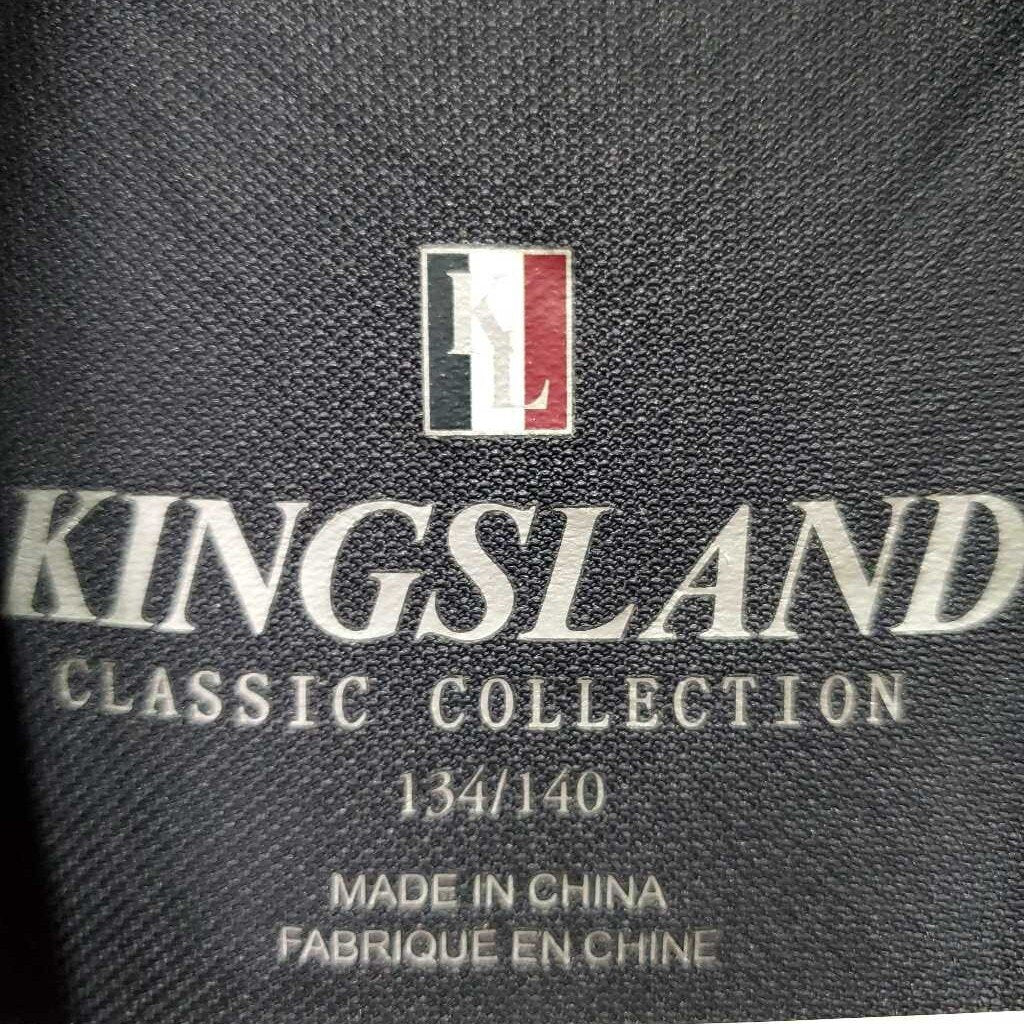 KL
KINGSLAND
CLASSIC COLLECTION
134/140
MADE IN CHINA
FABRIQUÉ EN CHINE